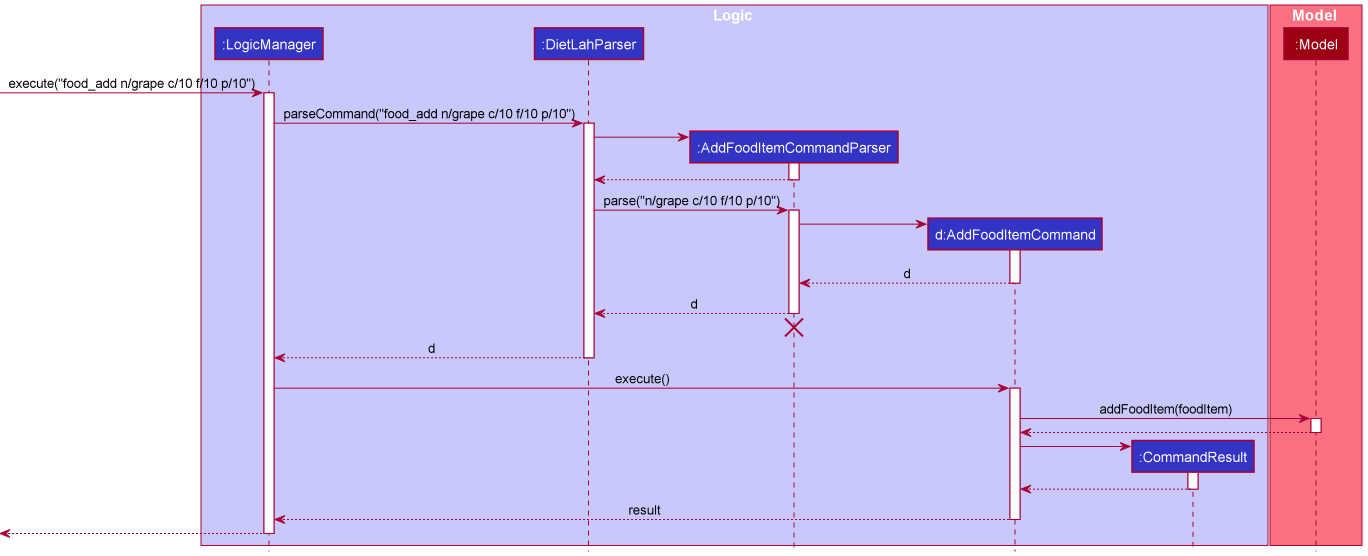 Logic
Model
:LogicManager
:DietLahParser
:Model
execute("food_add n/grape c/10 f/10 p/10")
parseCommand("food_add n/grape c/10 f/10 p/10")
:AddFoodItemCommandParser
parse("n/grape c/10 f/10 p/10")
d:AddFoodItemCommand
d
d
d
execute()
addFoodItem(foodItem)
:CommandResult
result